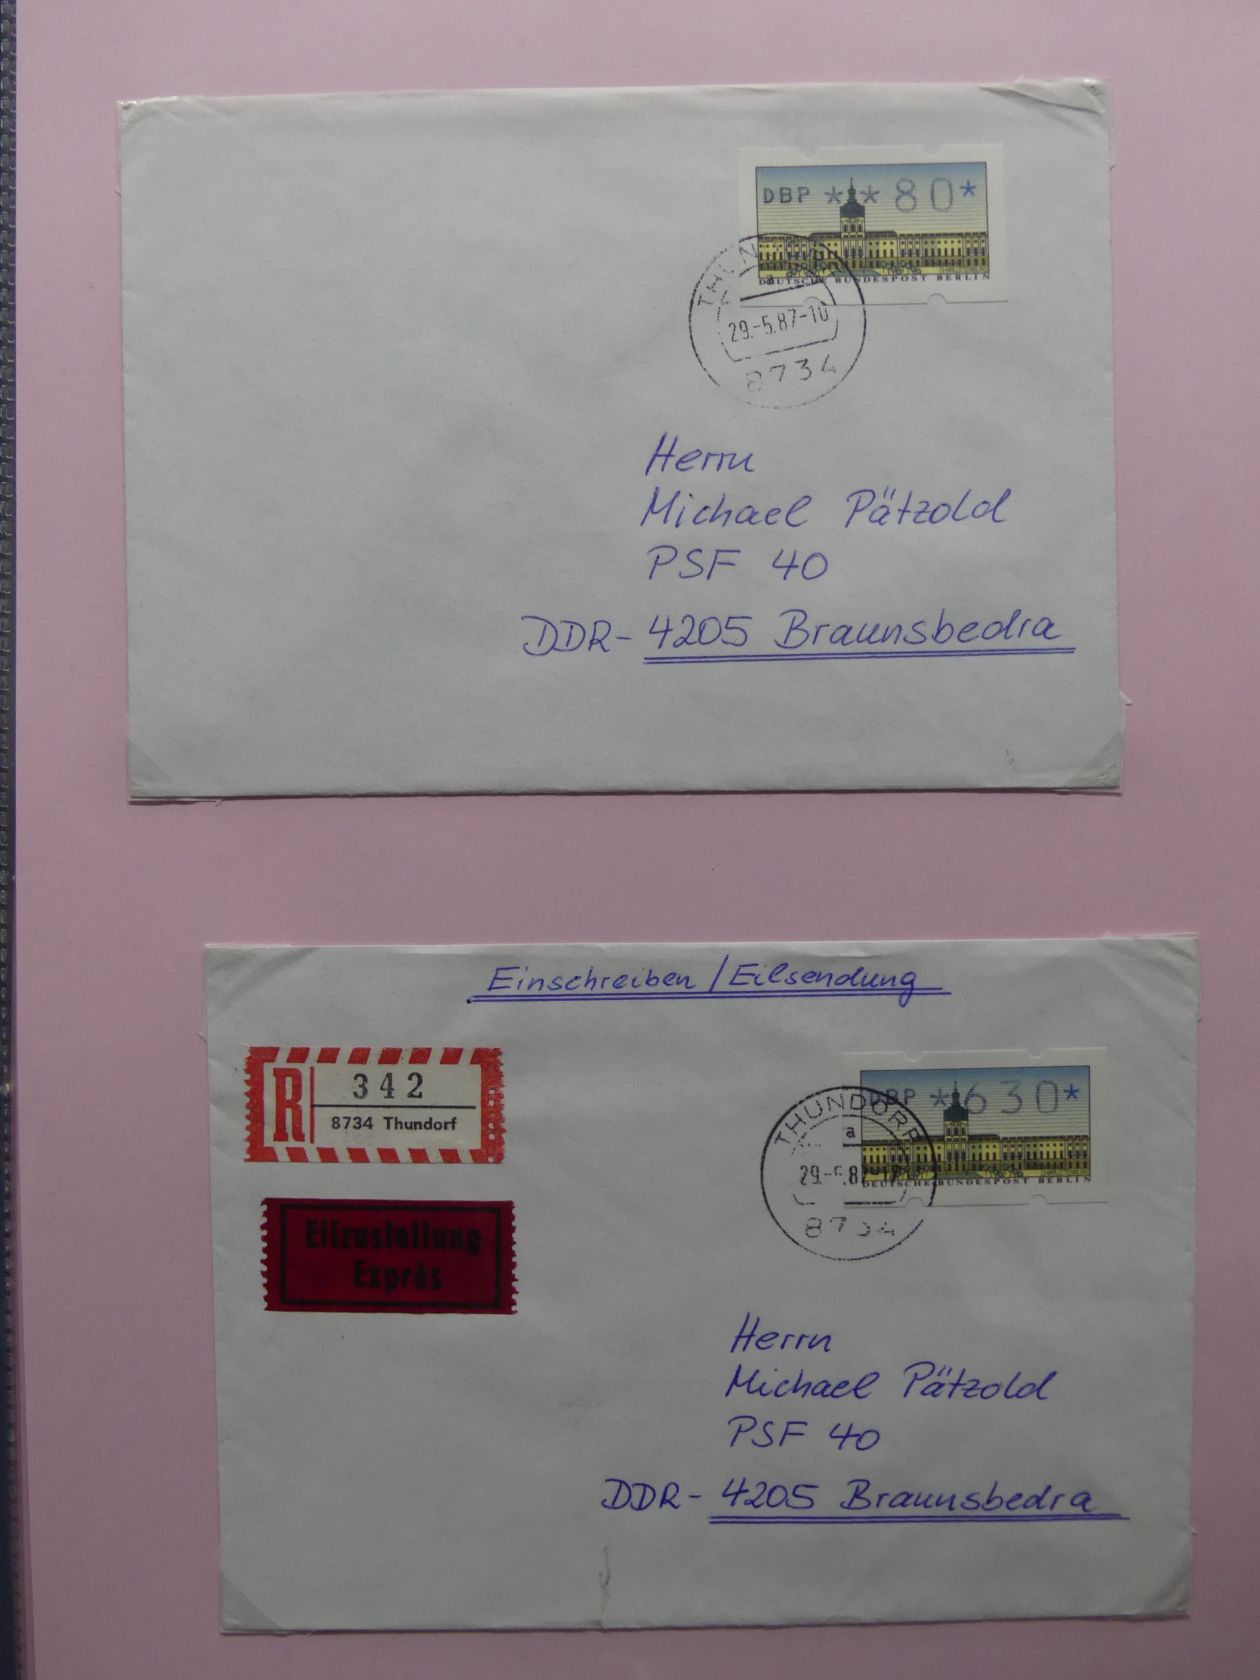 DBP **80*
DEUTSCHE BUNDESPOST BERLIN
29.-5.87-10
8734
Herrn
Michael Pätzold
PSF 40
DDR- 4205 Braunsbedra
Einschreiben / Eilsendung
R 342
8734 Thundorf
DBP *630*
THUNDORF
a
DEUTSCHE BUNDESPOST BERLIN
Eilzustellung
Exprès
Herrn
Michael Pätzold
PSF 40
DDR- 4205 Braunsbedra